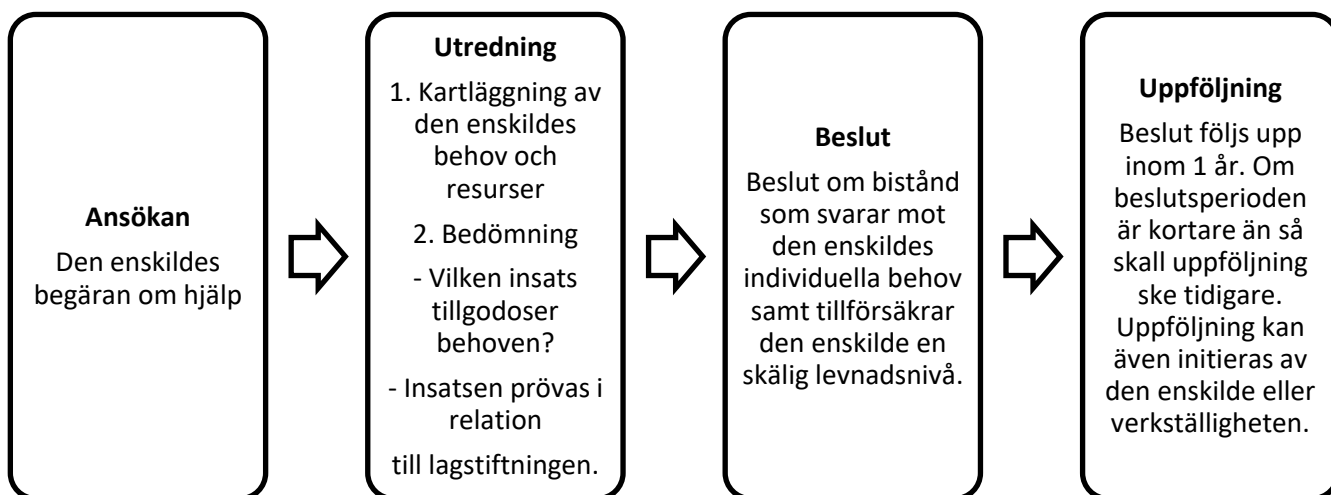 Ansökan
Den enskildes
begäran om hjälp
Utredning
1. Kartläggning av
den enskildes
behov och
resurser
2. Bedömning
- Vilken insats
tillgodoser
behoven?
- Insatsen prövas i
relation
till lagstiftningen.
Beslut
Beslut om bistånd
som svarar mot
den enskildes
individuella behov
samt tillförsäkrar
den enskilde en
skälig levnadsnivå.
Uppföljning
Beslut följs upp
inom 1 år. Om
beslutsperioden
är kortare än så
skall uppföljning
ske tidigare.
Uppföljning kan
även initieras av
den enskilde eller
verkställigheten.